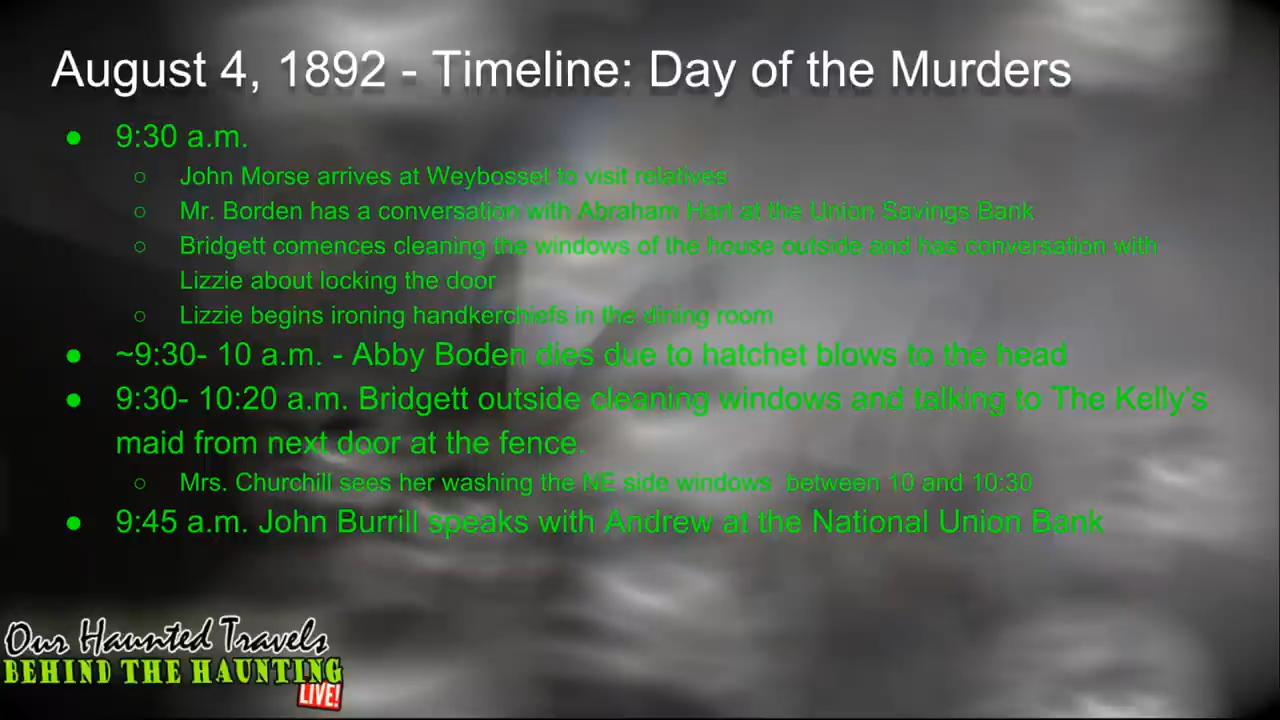 August 4, 1892 - Timeline: Day of the Murders
● 9:30 a.m.
○ John Morse arrives at Weybosset to visit relatives
○ Mr. Borden has a conversation with Abraham Hart at the Union Savings Bank
○ Bridgett comences cleaning the windows of the house outside and has conversation with
Lizzie about locking the door
○ Lizzie begins ironing handkerchiefs in the dining room
● ~9:30- 10 a.m. - Abby Boden dies due to hatchet blows to the head
● 9:30- 10:20 a.m. Bridgett outside cleaning windows and talking to The Kelly's
maid from next door at the fence.
○ Mrs. Churchill sees her washing the NE side windows  between 10 and 10:30
● 9:45 a.m. John Burrill speaks with Andrew at the National Union Bank
Our Haunted Travels
BEHIND THE HAUNTING
LIVE!